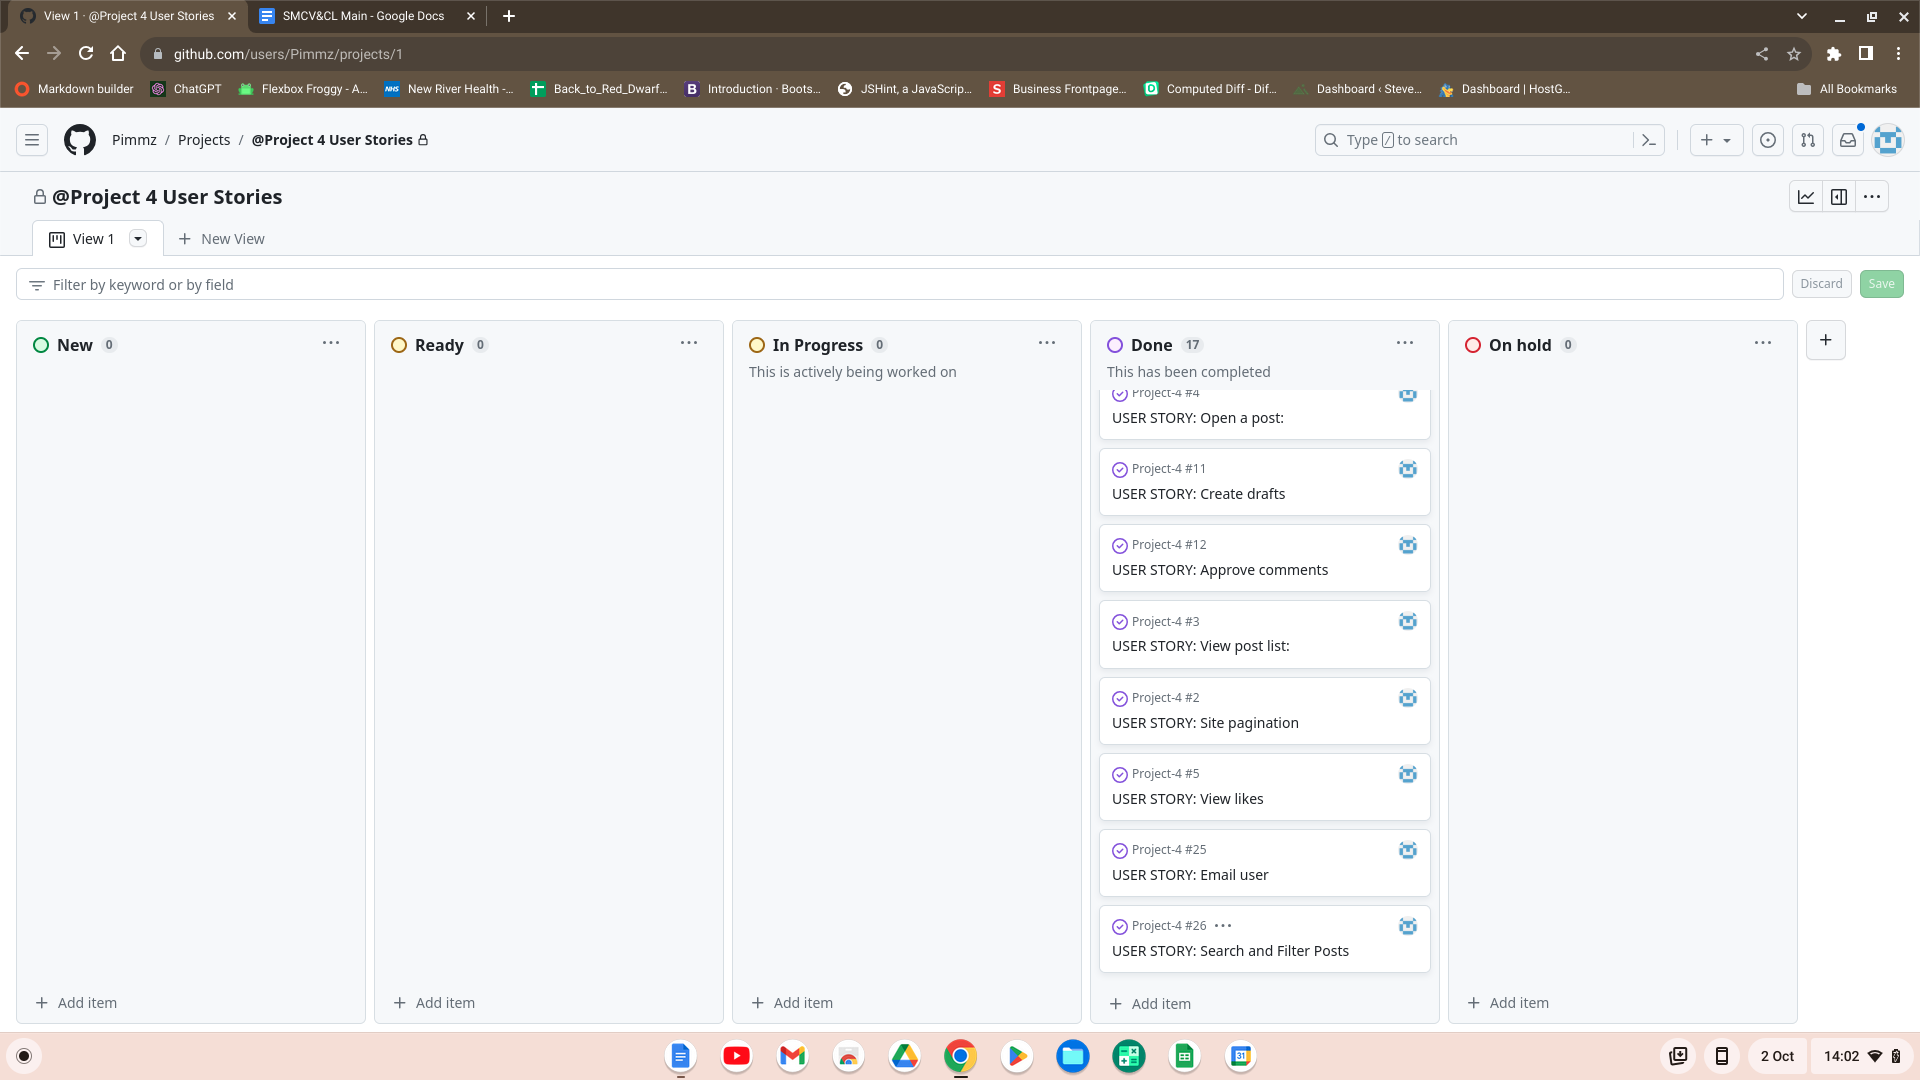 View 1 · @Project 4 User Stories
SMCV&CL Main - Google Docs
github.com/users/Pimmz/projects/1
Markdown builder
ChatGPT
Flexbox Froggy - A...
NHS
New River Health -...
Back_to_Red_Dwarf...
B
Introduction · Boots...
JSHint, a JavaScrip...
S
Business Frontpage...
Computed Diff - Dif...
Dashboard ‹ Steve...
Dashboard | HostG...
All Bookmarks
Pimmz / Projects / @Project 4 User Stories
Type / to search
@Project 4 User Stories
View 1
New View
Filter by keyword or by field
Discard
Save
New 0
Add item
Ready 0
Add item
In Progress 0
This is actively being worked on
Add item
Done 17
This has been completed
Project-4 #4
USER STORY: Open a post:
Project-4 #11
USER STORY: Create drafts
Project-4 #12
USER STORY: Approve comments
Project-4 #3
USER STORY: View post list:
Project-4 #2
USER STORY: Site pagination
Project-4 #5
USER STORY: View likes
Project-4 #25
USER STORY: Email user
Project-4 #26
USER STORY: Search and Filter Posts
Add item
On hold 0
Add item
31
2 Oct
14:02